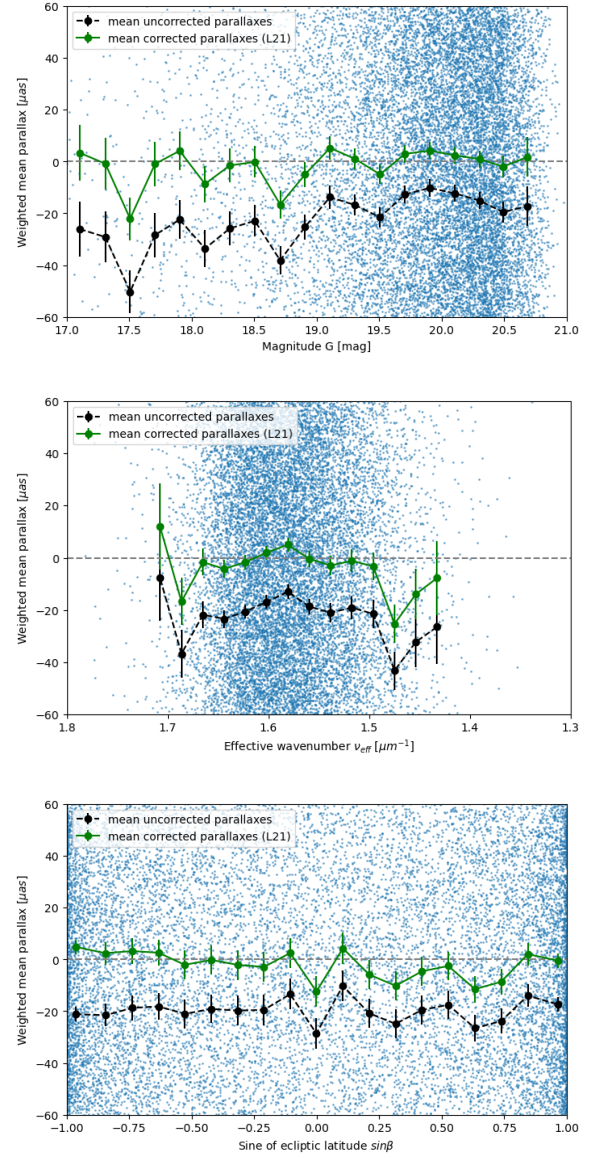 60
40
20
0
−20
−40
−60
Weighted mean parallax [μas]
mean uncorrected parallaxes
mean corrected parallaxes (L21)
17.0 17.5 18.0 18.5 19.0 19.5 20.0 20.5 21.0
Magnitude G [mag]
60
40
20
0
−20
−40
−60
Weighted mean parallax [μas]
mean uncorrected parallaxes
mean corrected parallaxes (L21)
1.8 1.7 1.6 1.5 1.4 1.3
Effective wavenumber ν_eff [μm⁻¹]
60
40
20
0
−20
−40
−60
Weighted mean parallax [μas]
mean uncorrected parallaxes
mean corrected parallaxes (L21)
−1.00 −0.75 −0.50 −0.25 0.00 0.25 0.50 0.75 1.00
Sine of ecliptic latitude sinβ